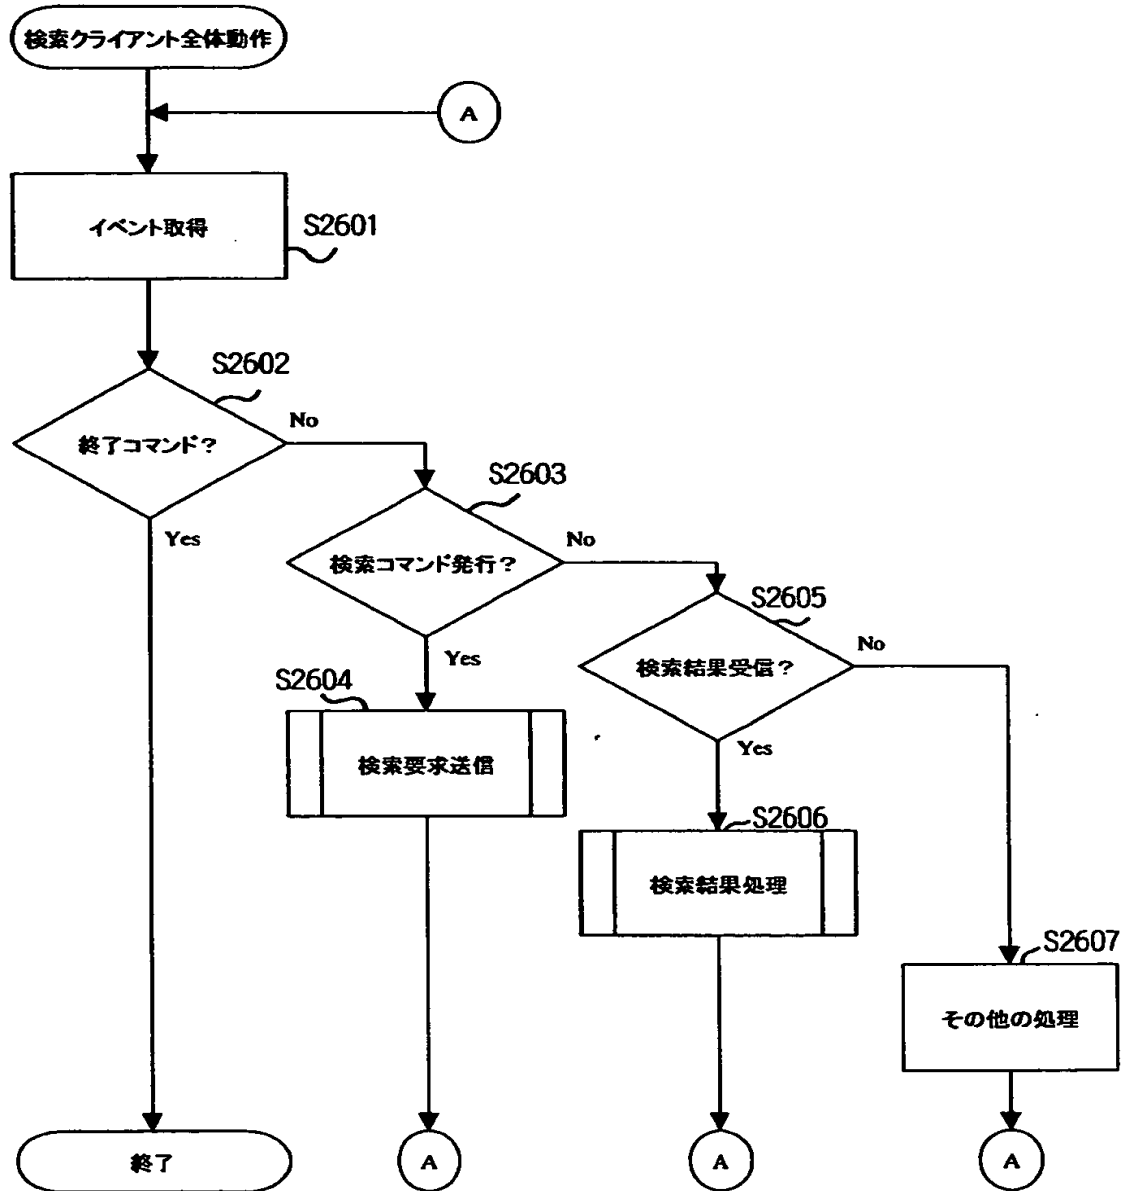 検索クライアント全体動作
A
イベント取得
S2601
S2602
終了コマンド?
No
Yes
S2603
検索コマンド発行?
No
Yes
S2605
検索結果受信?
No
Yes
S2604
検索要求送信
S2606
検索結果処理
S2607
その他の処理
終了
A
A
A